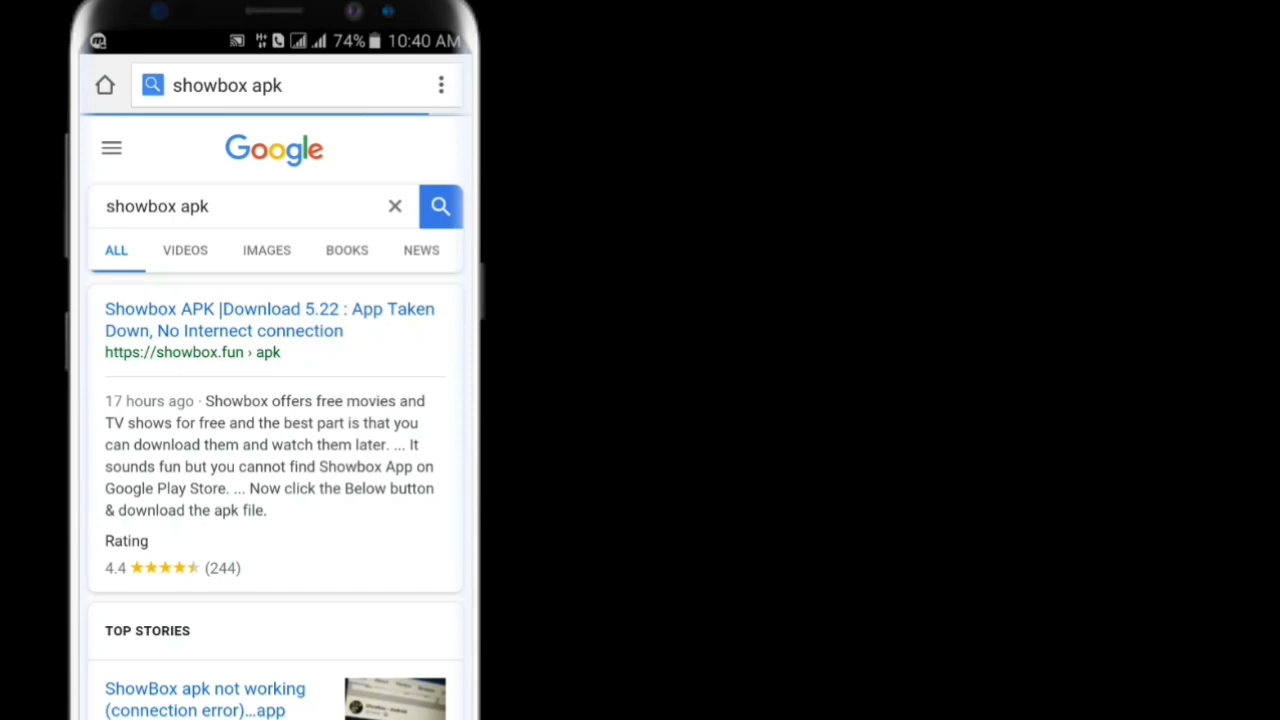 74% 10:40 AM
showbox apk
Google
showbox apk
ALL VIDEOS IMAGES BOOKS NEWS
Showbox APK |Download 5.22 : App Taken
Down, No Internect connection
https://showbox.fun › apk
17 hours ago · Showbox offers free movies and
TV shows for free and the best part is that you
can download them and watch them later. ... It
sounds fun but you cannot find Showbox App on
Google Play Store. ... Now click the Below button
& download the apk file.
Rating
4.4 ★★★★★ (244)
TOP STORIES
ShowBox apk not working
(connection error)...app